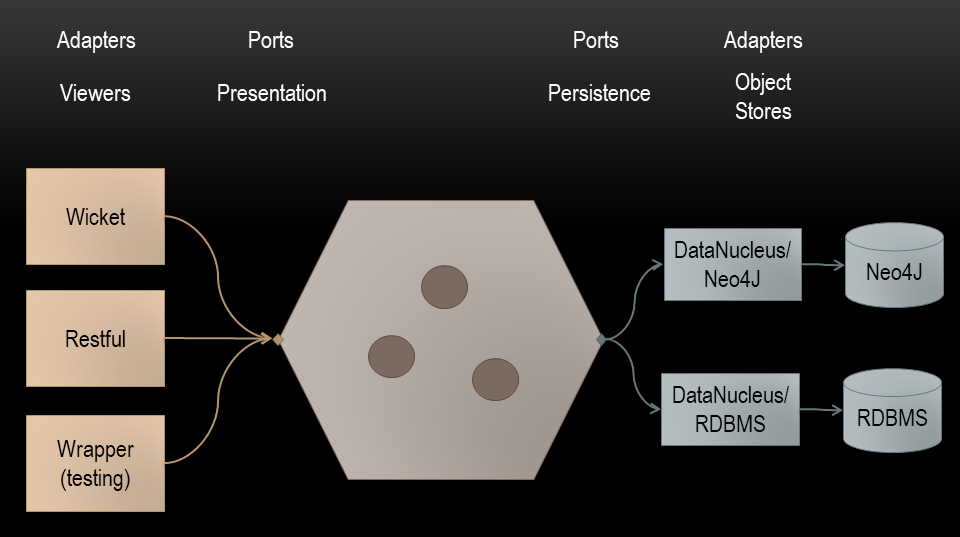 Adapters
Ports
Ports
Adapters
Viewers
Presentation
Persistence
Object
Stores
Wicket
Restful
Wrapper
(testing)
DataNucleus/
Neo4J
Neo4J
DataNucleus/
RDBMS
RDBMS